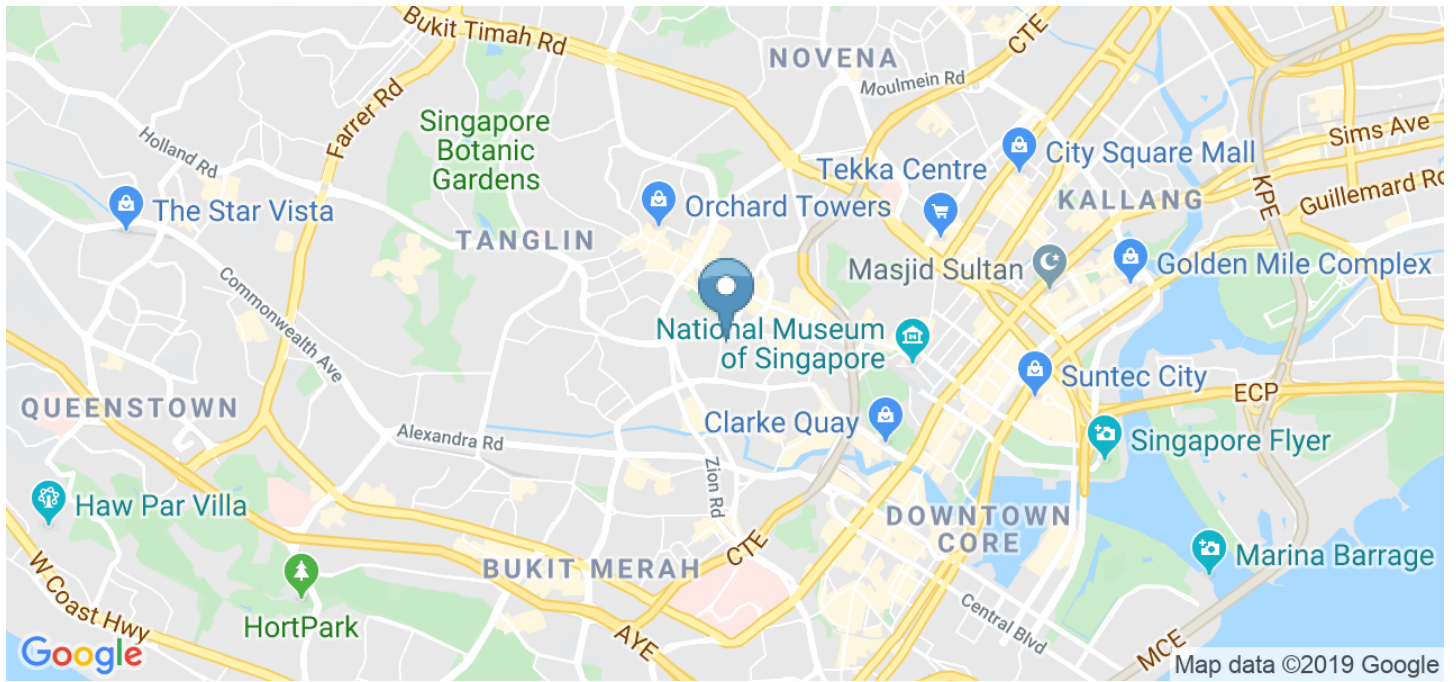 Bukit Timah Rd
NOVENA
CTE
Moulmein Rd
Farrer Rd
Singapore
Botanic
Gardens
Holland Rd
Sims Ave
City Square Mall
Tekka Centre
KALLANG
KPE
Guillemard Rd
The Star Vista
Orchard Towers
TANGLIN
Masjid Sultan
Golden Mile Complex
Commonwealth Ave
National Museum
of Singapore
Suntec City
ECP
QUEENSTOWN
Alexandra Rd
Clarke Quay
Singapore Flyer
Zion Rd
Haw Par Villa
DOWNTOWN
CORE
CTE
Marina Barrage
BUKIT MERAH
W Coast Hwy
HortPark
AYE
Central Blvd
MCE
Google
Map data ©2019 Google